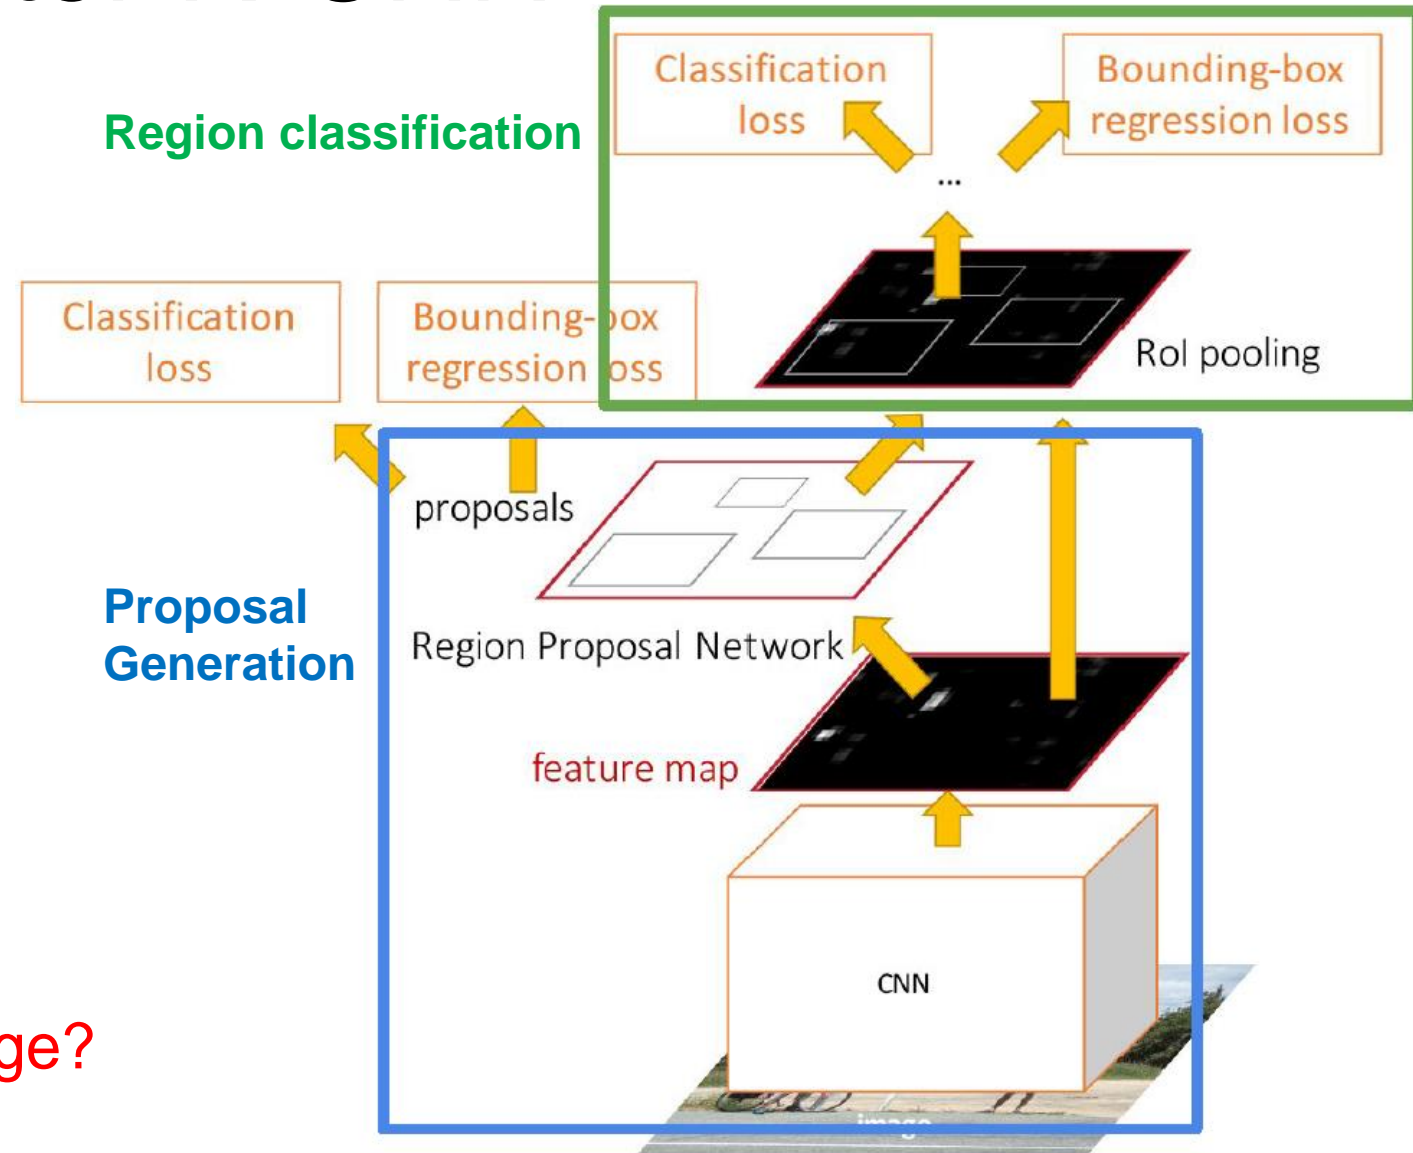 Classification
loss
Bounding-box
regression loss
Region classification
...
Classification
loss
Bounding-box
regression loss
RoI pooling
proposals
Proposal
Generation
Region Proposal Network
feature map
CNN
ge?
image